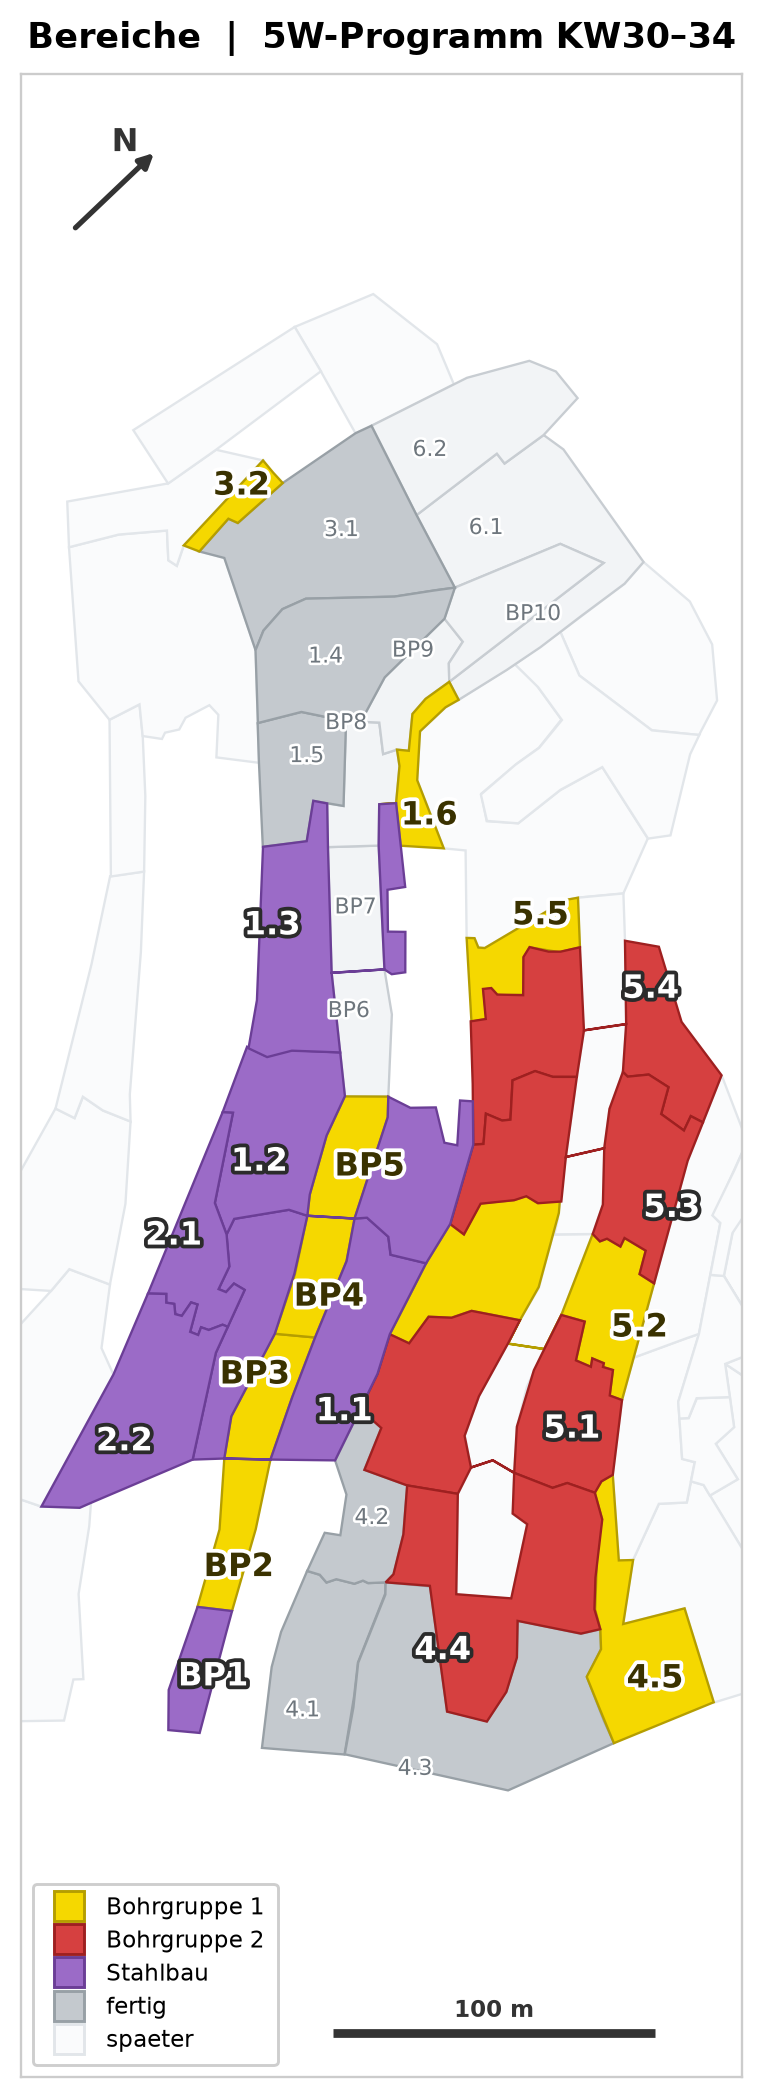 Bereiche | 5W-Programm KW30–34
N
6.2
3.2
3.1
6.1
BP10
1.4
BP9
BP8
1.5
1.6
BP7
5.5
1.3
5.4
BP6
1.2
BP5
5.3
2.1
BP4
5.2
BP3
1.1
5.1
2.2
4.2
BP2
4.4
BP1
4.5
4.1
4.3
Bohrgruppe 1
Bohrgruppe 2
Stahlbau
fertig
spaeter
100 m